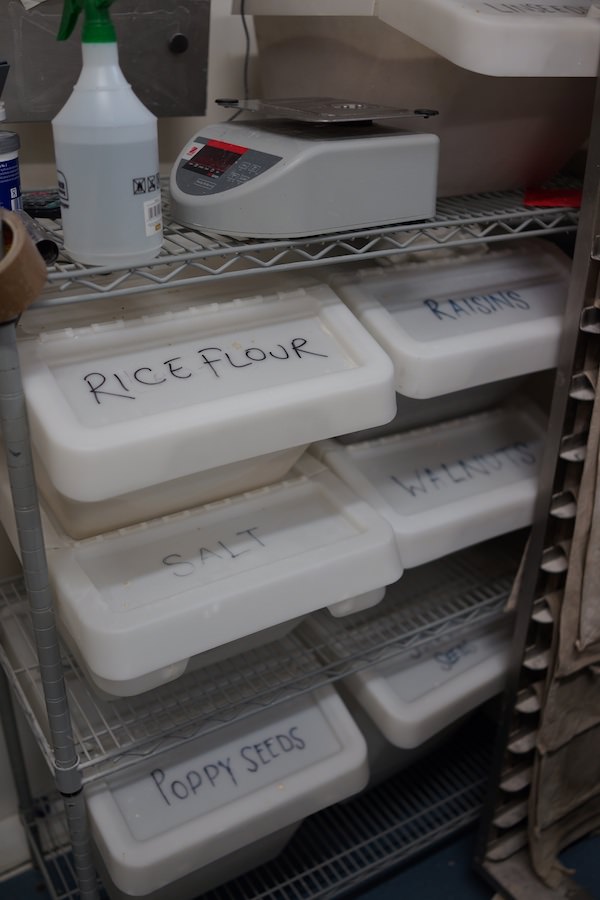 RICE FLOUR
RAISINS
SALT
WALNUTS
POPPY SEEDS